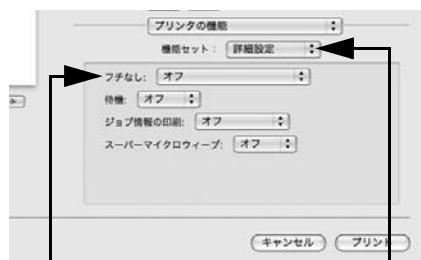 プリンタの機能
機能セット： 詳細設定
フチなし： オフ
待機： オフ
ジョブ情報の印刷： オフ
スーパーマイクロウィーブ： オフ
キャンセル プリント